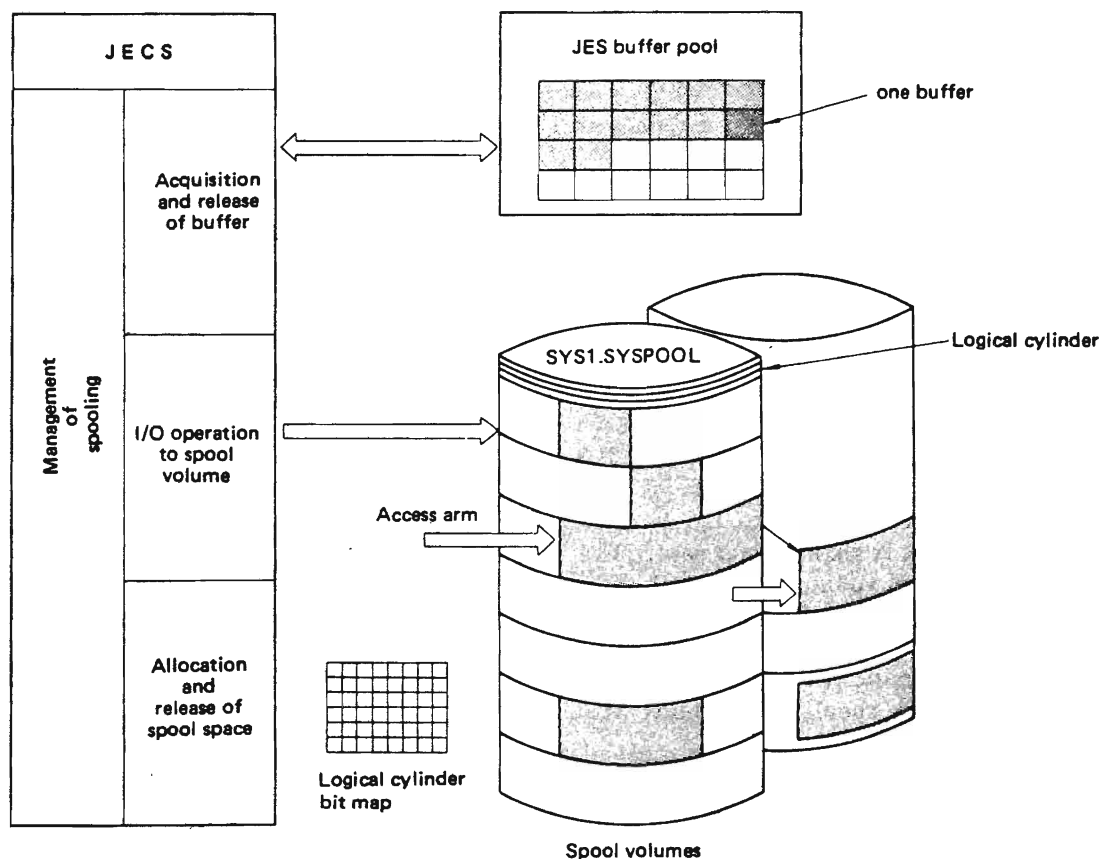 JECS
JES buffer pool
one buffer
Acquisition
and release
of buffer
Management
of
spooling
SYS1.SYSPOOL
Logical cylinder
I/O operation
to spool
volume
Access arm
Allocation
and
release of
spool space
Logical cylinder
bit map
Spool volumes